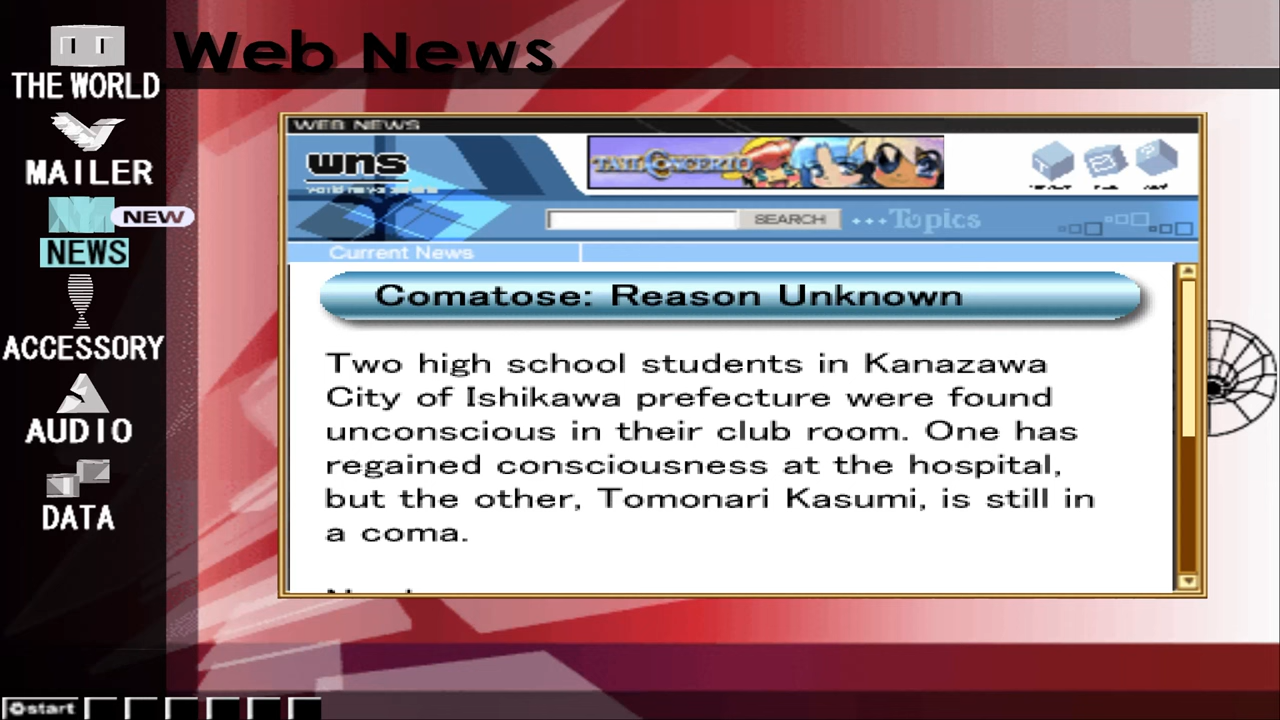 Web News
THE WORLD
MAILER
NEW
NEWS
ACCESSORY
AUDIO
DATA
WEB NEWS
wns
TAIL CONCERTO
SEARCH
...Topics
Current News
Comatose: Reason Unknown
Two high school students in Kanazawa
City of Ishikawa prefecture were found
unconscious in their club room. One has
regained consciousness at the hospital,
but the other, Tomonari Kasumi, is still in
a coma.
start